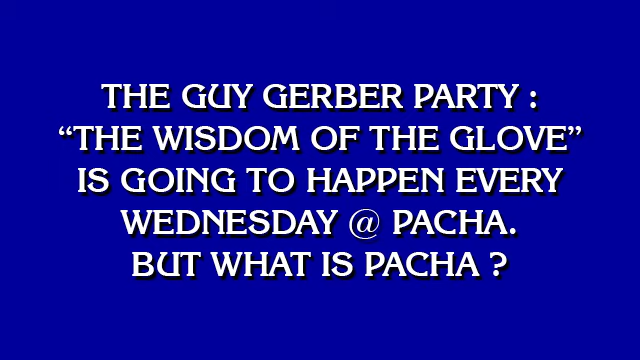 THE GUY GERBER PARTY :
“THE WISDOM OF THE GLOVE”
IS GOING TO HAPPEN EVERY
WEDNESDAY @ PACHA.
BUT WHAT IS PACHA ?